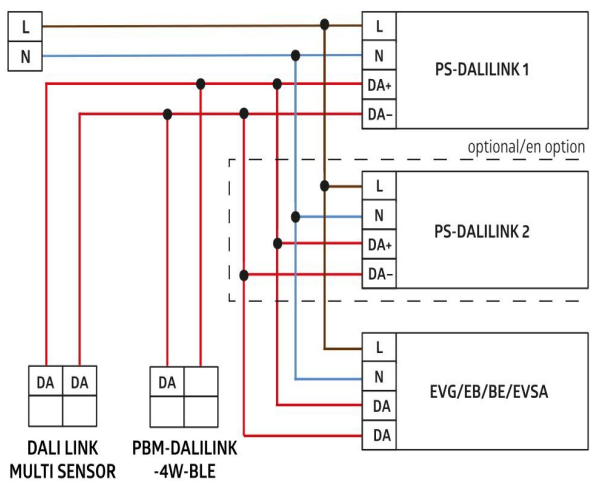 L
N
L
N
DA+
DA–
PS-DALILINK 1
optional/en option
L
N
DA+
DA–
PS-DALILINK 2
L
N
DA
DA
EVG/EB/BE/EVSA
DA DA
DA
DALI LINK
MULTI SENSOR
PBM-DALILINK
-4W-BLE